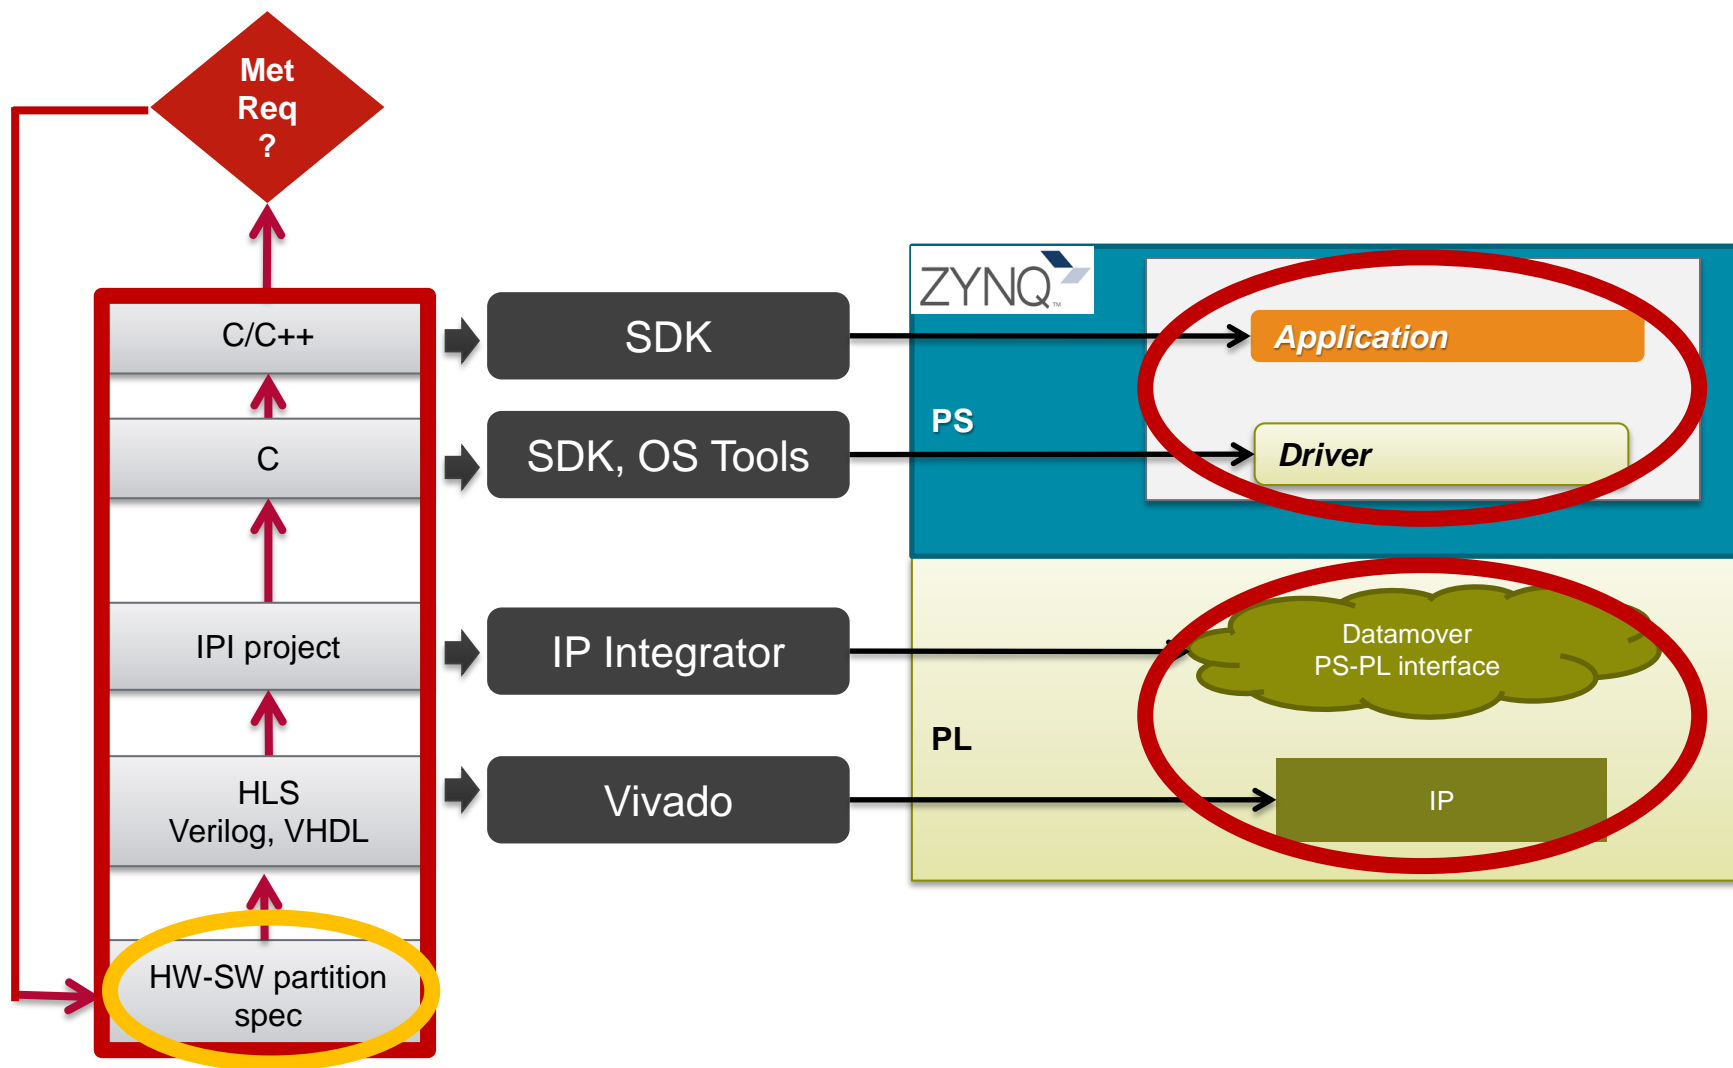 Met
Req
?
C/C++
SDK
ZYNQ™
Application
C
SDK, OS Tools
PS
Driver
IPI project
IP Integrator
Datamover
PS-PL interface
PL
HLS
Verilog, VHDL
Vivado
IP
HW-SW partition
spec